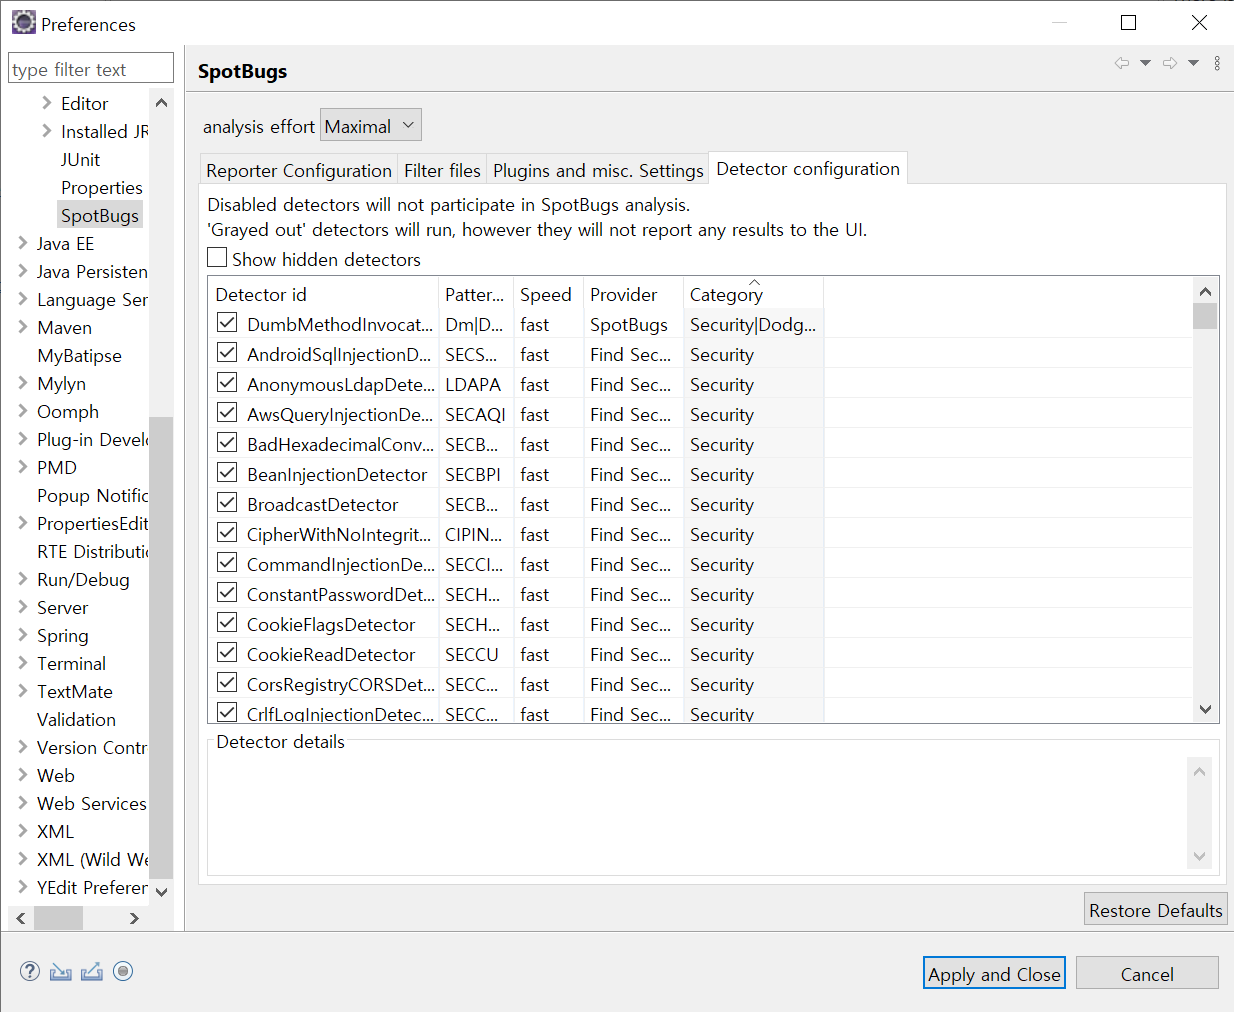 Preferences
type filter text
Editor
Installed JR
JUnit
Properties
SpotBugs
Java EE
Java Persisten
Language Ser
Maven
MyBatipse
Mylyn
Oomph
Plug-in Develo
PMD
Popup Notific
PropertiesEdit
RTE Distributio
Run/Debug
Server
Spring
Terminal
TextMate
Validation
Version Contr
Web
Web Services
XML
XML (Wild We
YEdit Preferen
SpotBugs
analysis effort Maximal
Reporter Configuration Filter files Plugins and misc. Settings Detector configuration
Disabled detectors will not participate in SpotBugs analysis.
'Grayed out' detectors will run, however they will not report any results to the UI.
Show hidden detectors
Detector id Patter... Speed Provider Category
DumbMethodInvocat... Dm|D... fast SpotBugs Security|Dodg...
AndroidSqlInjectionD... SECS... fast Find Sec... Security
AnonymousLdapDete... LDAPA fast Find Sec... Security
AwsQueryInjectionDe... SECAQI fast Find Sec... Security
BadHexadecimalConv... SECB... fast Find Sec... Security
BeanInjectionDetector SECBPI fast Find Sec... Security
BroadcastDetector SECB... fast Find Sec... Security
CipherWithNoIntegrit... CIPIN... fast Find Sec... Security
CommandInjectionDe... SECCI... fast Find Sec... Security
ConstantPasswordDet... SECH... fast Find Sec... Security
CookieFlagsDetector SECH... fast Find Sec... Security
CookieReadDetector SECCU fast Find Sec... Security
CorsRegistryCORSDet... SECC... fast Find Sec... Security
CrlfLogInjectionDetec... SECC... fast Find Sec... Security
Detector details
Restore Defaults
Apply and Close Cancel